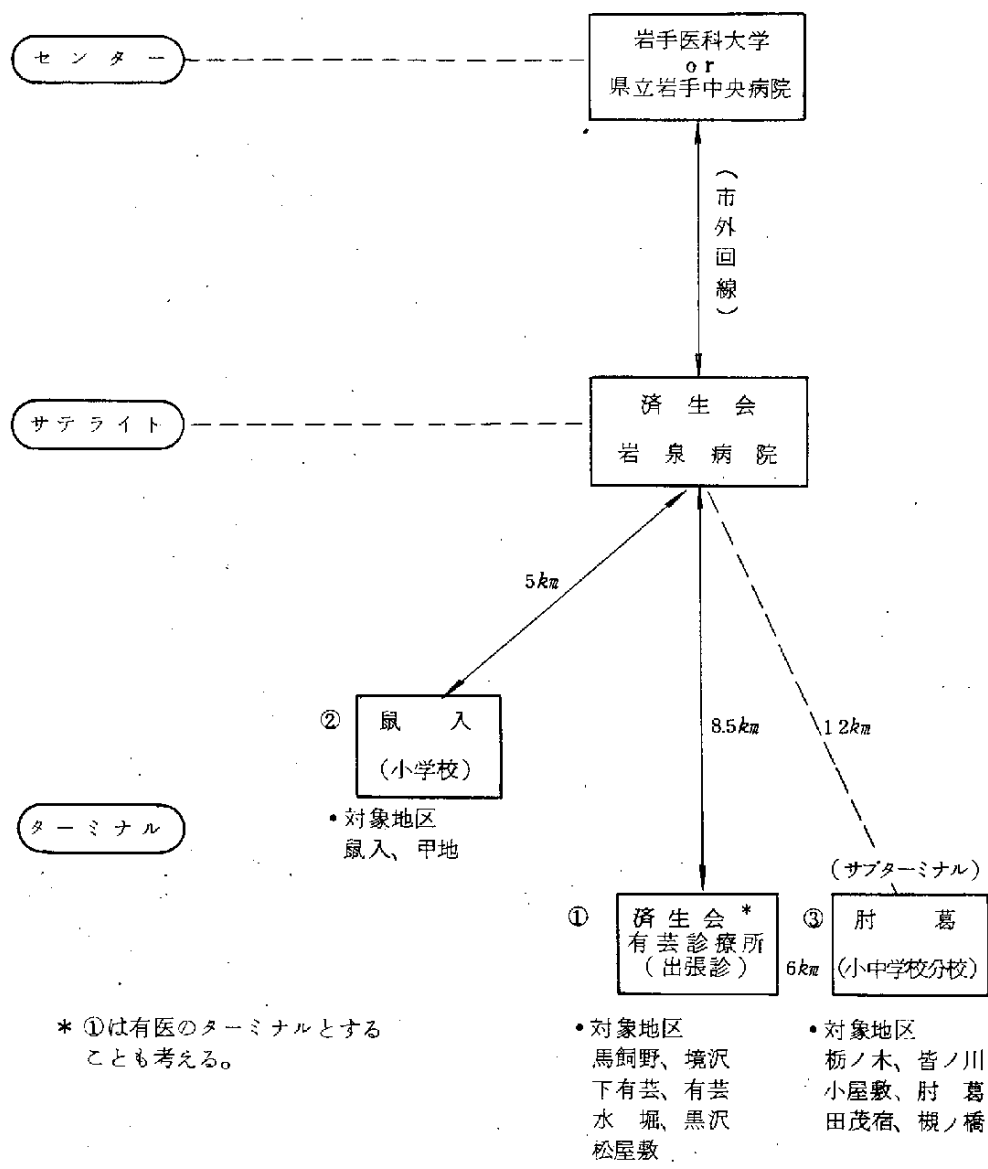 センター
岩手医科大学
or
県立岩手中央病院
(市外回線)
サテライト
済生会
岩泉病院
5km
8.5km
12km
②
鼠入
(小学校)
•対象地区
鼠入、甲地
ターミナル
(サブターミナル)
①
済生会*
有芸診療所
(出張診)
6km
③
肘葛
(小中学校分校)
* ①は有医のターミナルとする
ことも考える。
•対象地区
馬飼野、境沢
下有芸、有芸
水堀、黒沢
松屋敷
•対象地区
栃ノ木、皆ノ川
小屋敷、肘葛
田茂宿、槻ノ橋